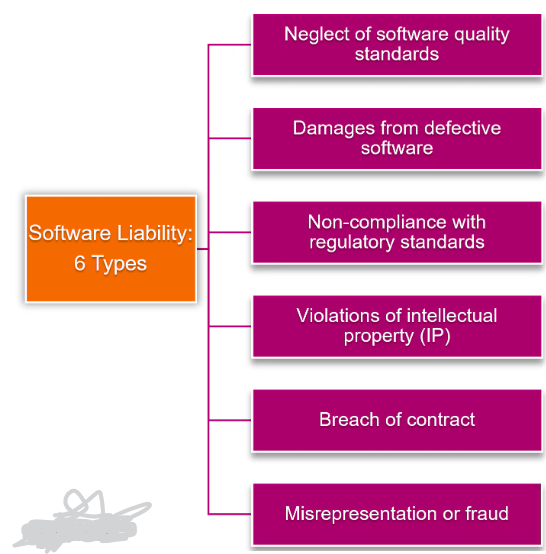 Software Liability:
6 Types
Neglect of software quality
standards
Damages from defective
software
Non-compliance with
regulatory standards
Violations of intellectual
property (IP)
Breach of contract
Misrepresentation or fraud